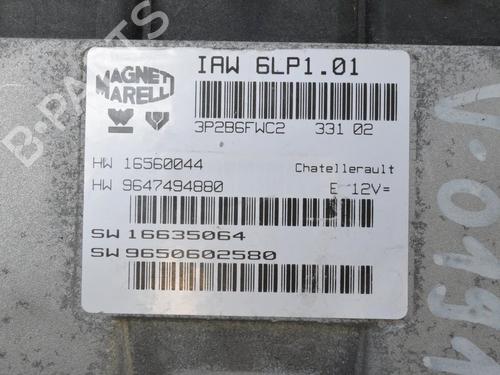 B-PARTS
MAGNETI
MARELLI
IAW 6LP1.01
3P2B6FWC2 331 02
HW 16560044
Chatellerault
HW 9647494880
E 12V=
SW 16635064
SW 9650602580